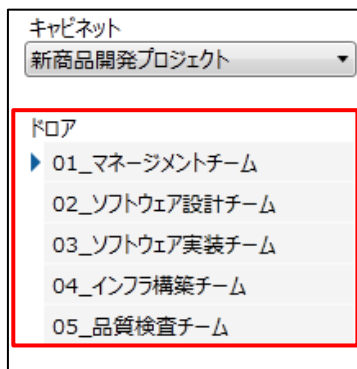 キャビネット
新商品開発プロジェクト
ドロア
01_マネージメントチーム
02_ソフトウェア設計チーム
03_ソフトウェア実装チーム
04_インフラ構築チーム
05_品質検査チーム